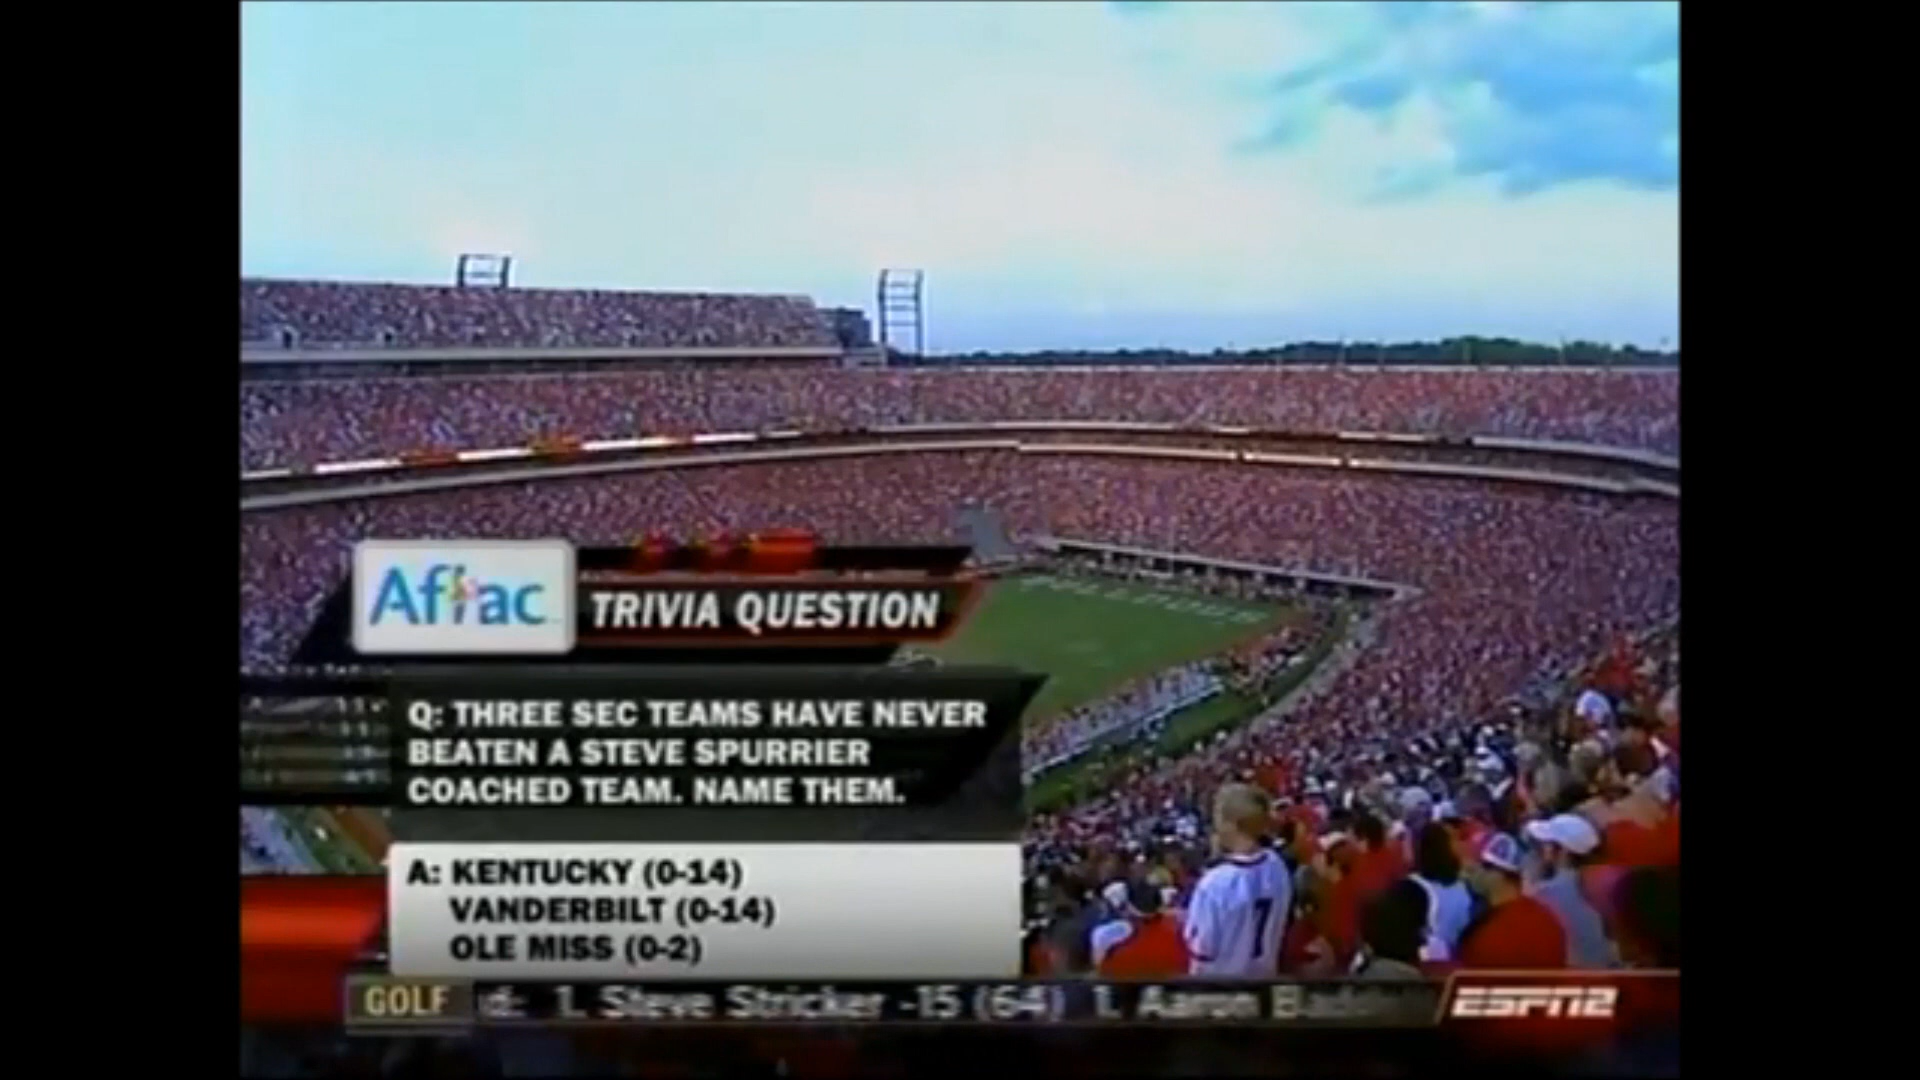 Aflac
TRIVIA QUESTION
Q: THREE SEC TEAMS HAVE NEVER
BEATEN A STEVE SPURRIER
COACHED TEAM. NAME THEM.
A: KENTUCKY (0-14)
VANDERBILT (0-14)
OLE MISS (0-2)
7
GOLF 1. Steve Stricker -15 (64) 1. Aaron
ESPN2